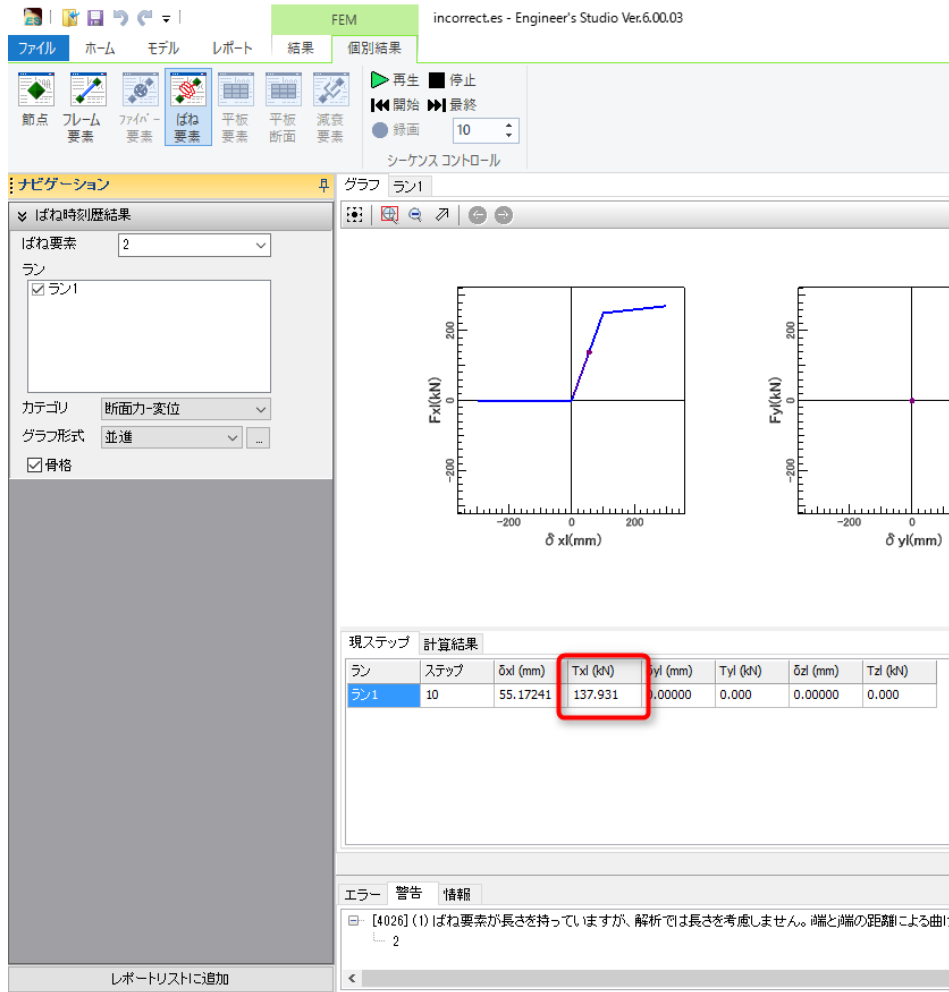 FEM
incorrect.es - Engineer's Studio Ver.6.00.03
ファイル ホーム モデル レポート 結果 個別結果
節点
フレーム
要素
ファイバー
要素
ばね
要素
平板
要素
平板
断面
減衰
要素
再生 停止
開始 最終
録画 10
シーケンス コントロール
ナビゲーション
ばね時刻歴結果
ばね要素 2
ラン
ラン1
カテゴリ 断面力-変位
グラフ形式 並進 ...
骨格
レポートリストに追加
グラフ ラン1
Fxl(kN)
200
0
-200
-200 0 200
δ xl(mm)
Fyl(kN)
200
0
-200
-200 0
δ yl(mm)
現ステップ 計算結果
ラン ステップ δxl (mm) Txl (kN) δyl (mm) Tyl (kN) δzl (mm) Tzl (kN)
ラン1 10 55.17241 137.931 0.00000 0.000 0.00000 0.000
エラー 警告 情報
[4026] (1) ばね要素が長さを持っていますが、解析では長さを考慮しません。i端とj端の距離による曲げ
2